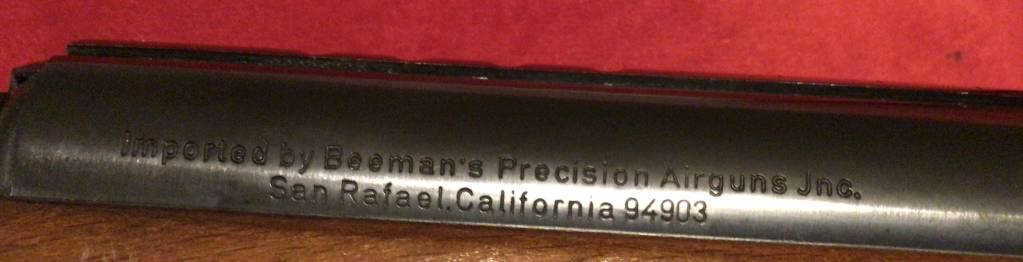 imported by Beeman's Precision Airguns Jnc.
San Rafael.California 94903